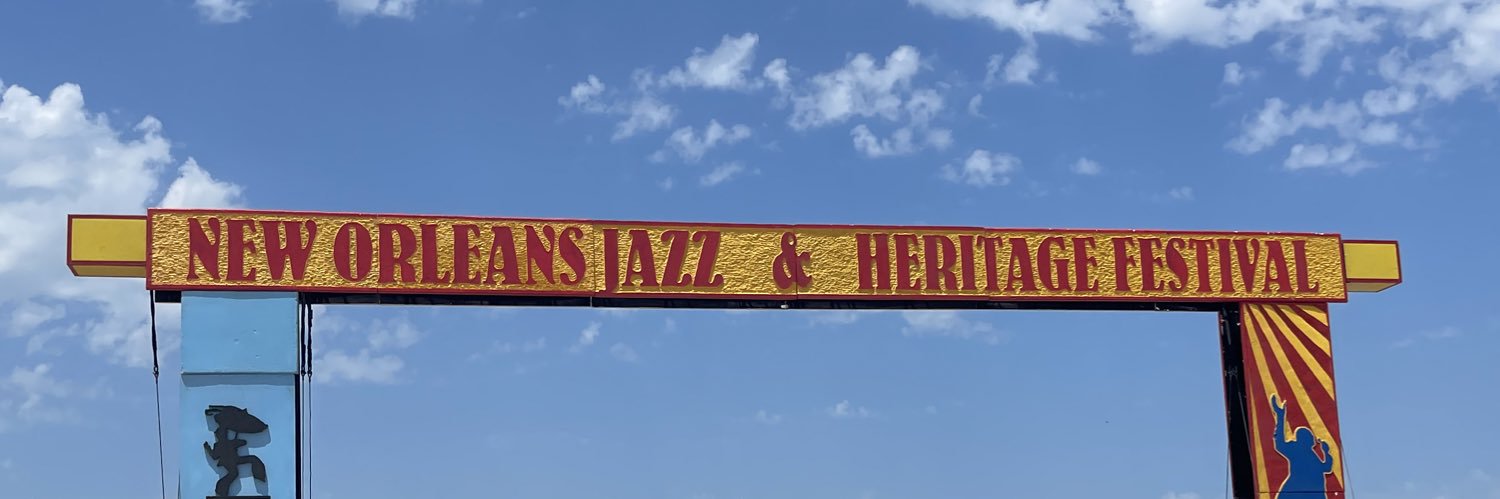 NEW ORLEANS JAZZ & HERITAGE FESTIVAL